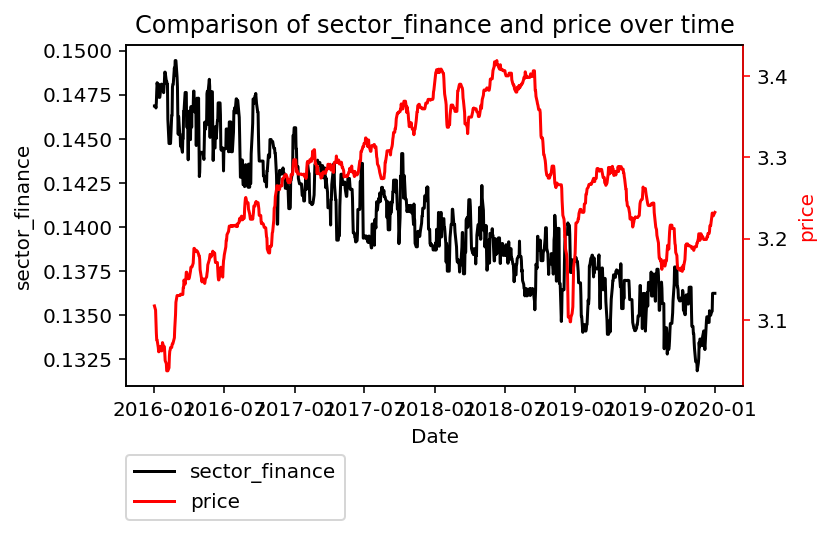 Comparison of sector_finance and price over time
0.1500
0.1475
0.1450
0.1425
0.1400
0.1375
0.1350
0.1325
sector_finance
3.4
3.3
3.2
3.1
price
2016-01 2016-07 2017-01 2017-07 2018-01 2018-07 2019-01 2019-07 2020-01
Date
sector_finance
price